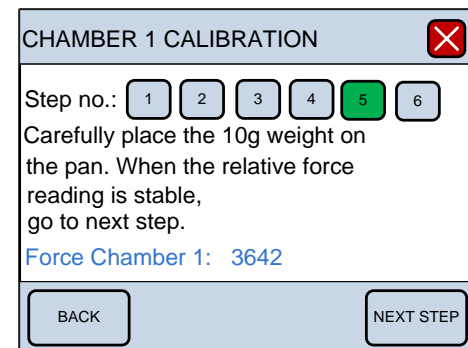 CHAMBER 1 CALIBRATION
Step no.: 1 2 3 4 5 6
Carefully place the 10g weight on
the pan. When the relative force
reading is stable,
go to next step.
Force Chamber 1: 3642
BACK NEXT STEP